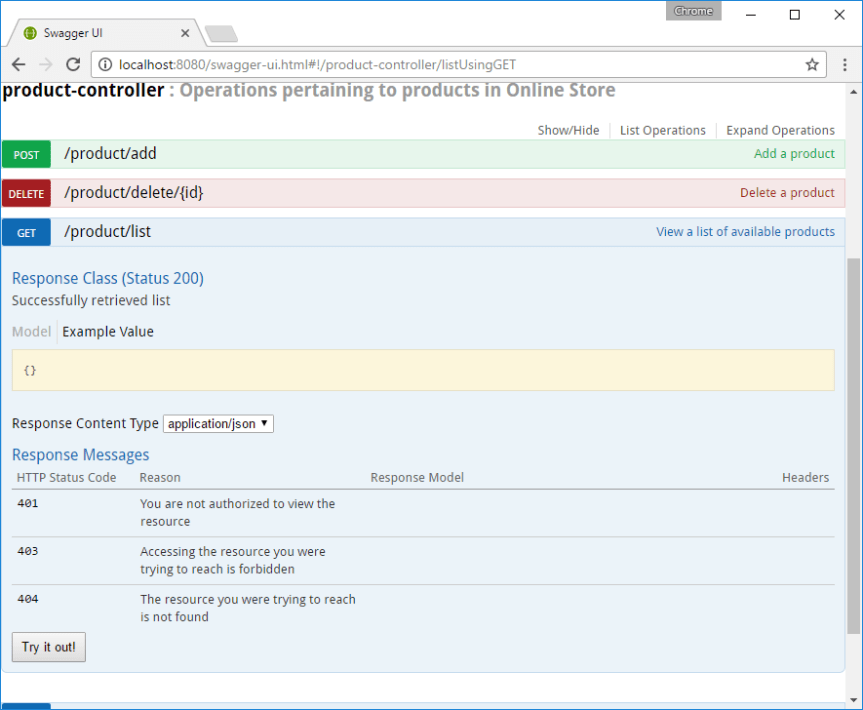 Chrome
Swagger UI
localhost:8080/swagger-ui.html#!/product-controller/listUsingGET
product-controller : Operations pertaining to products in Online Store
Show/Hide List Operations Expand Operations
POST /product/add Add a product
DELETE /product/delete/{id} Delete a product
GET /product/list View a list of available products
Response Class (Status 200)
Successfully retrieved list
Model Example Value
{}
Response Content Type application/json
Response Messages
HTTP Status Code Reason Response Model Headers
401 You are not authorized to view the
resource
403 Accessing the resource you were
trying to reach is forbidden
404 The resource you were trying to reach
is not found
Try it out!